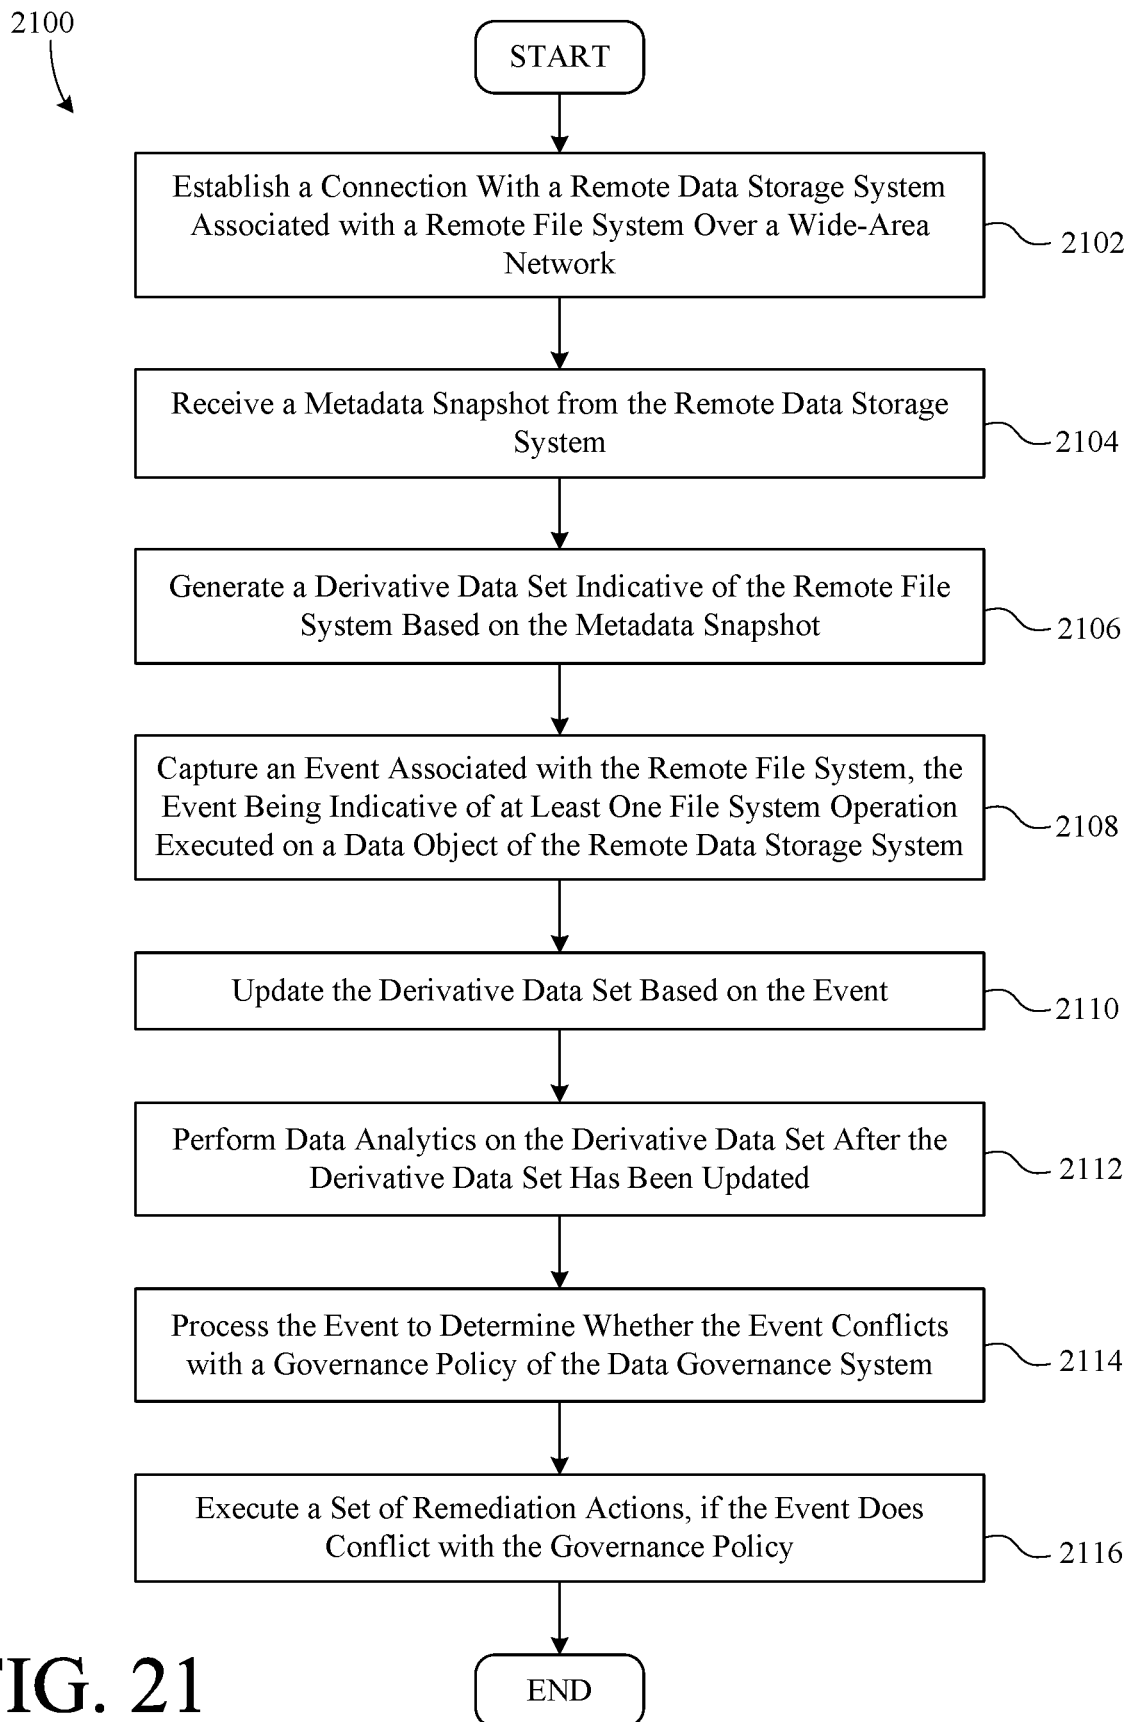 2100
START
Establish a Connection With a Remote Data Storage System
Associated with a Remote File System Over a Wide-Area
Network
2102
Receive a Metadata Snapshot from the Remote Data Storage
System
2104
Generate a Derivative Data Set Indicative of the Remote File
System Based on the Metadata Snapshot
2106
Capture an Event Associated with the Remote File System, the
Event Being Indicative of at Least One File System Operation
Executed on a Data Object of the Remote Data Storage System
2108
Update the Derivative Data Set Based on the Event
2110
Perform Data Analytics on the Derivative Data Set After the
Derivative Data Set Has Been Updated
2112
Process the Event to Determine Whether the Event Conflicts
with a Governance Policy of the Data Governance System
2114
Execute a Set of Remediation Actions, if the Event Does
Conflict with the Governance Policy
2116
END
FIG. 21